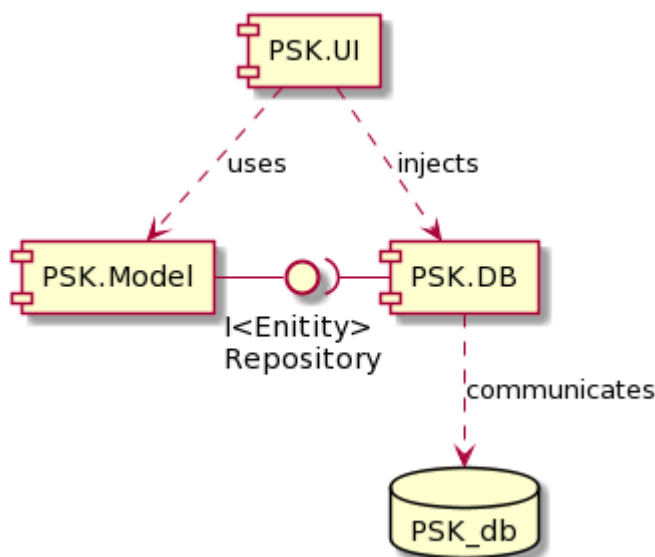 PSK.UI
uses
injects
PSK.Model
PSK.DB
I<Enitity>
Repository
communicates
PSK_db